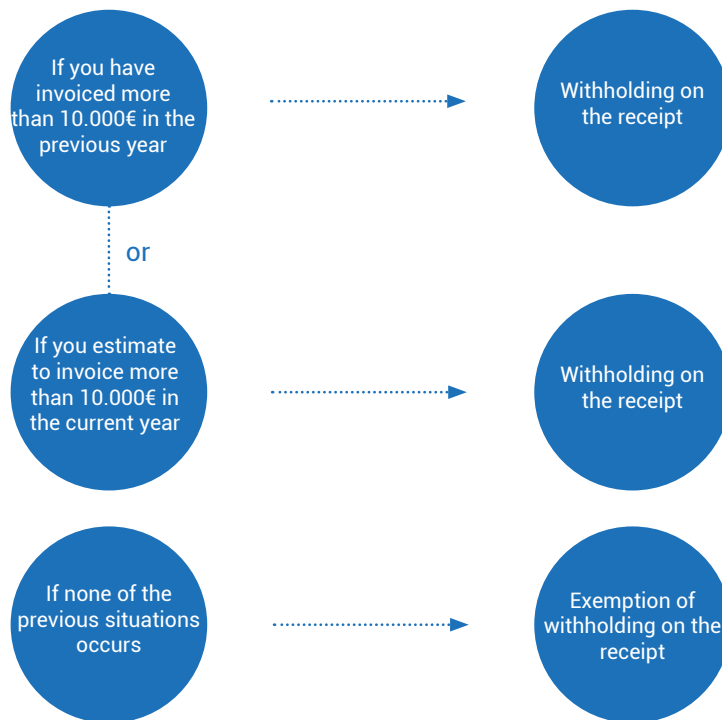 If you have
invoiced more
than 10.000€ in the
previous year
Withholding on
the receipt
or
If you estimate
to invoice more
than 10.000€ in
the current year
Withholding on
the receipt
If none of the
previous situations
occurs
Exemption of
withholding on the
receipt